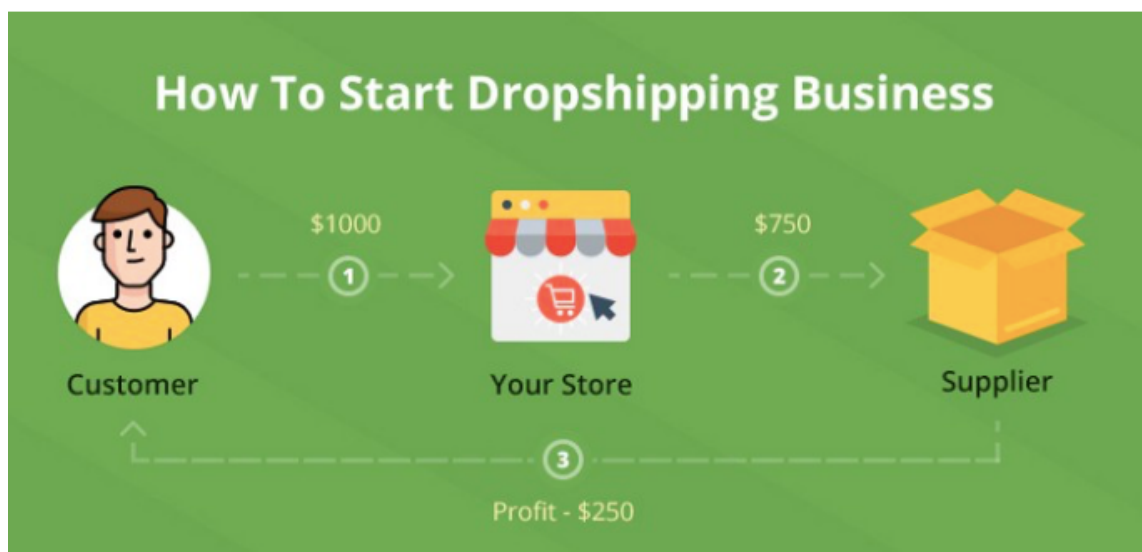 How To Start Dropshipping Business
$1000
1
$750
2
Customer
Your Store
Supplier
3
Profit - $250